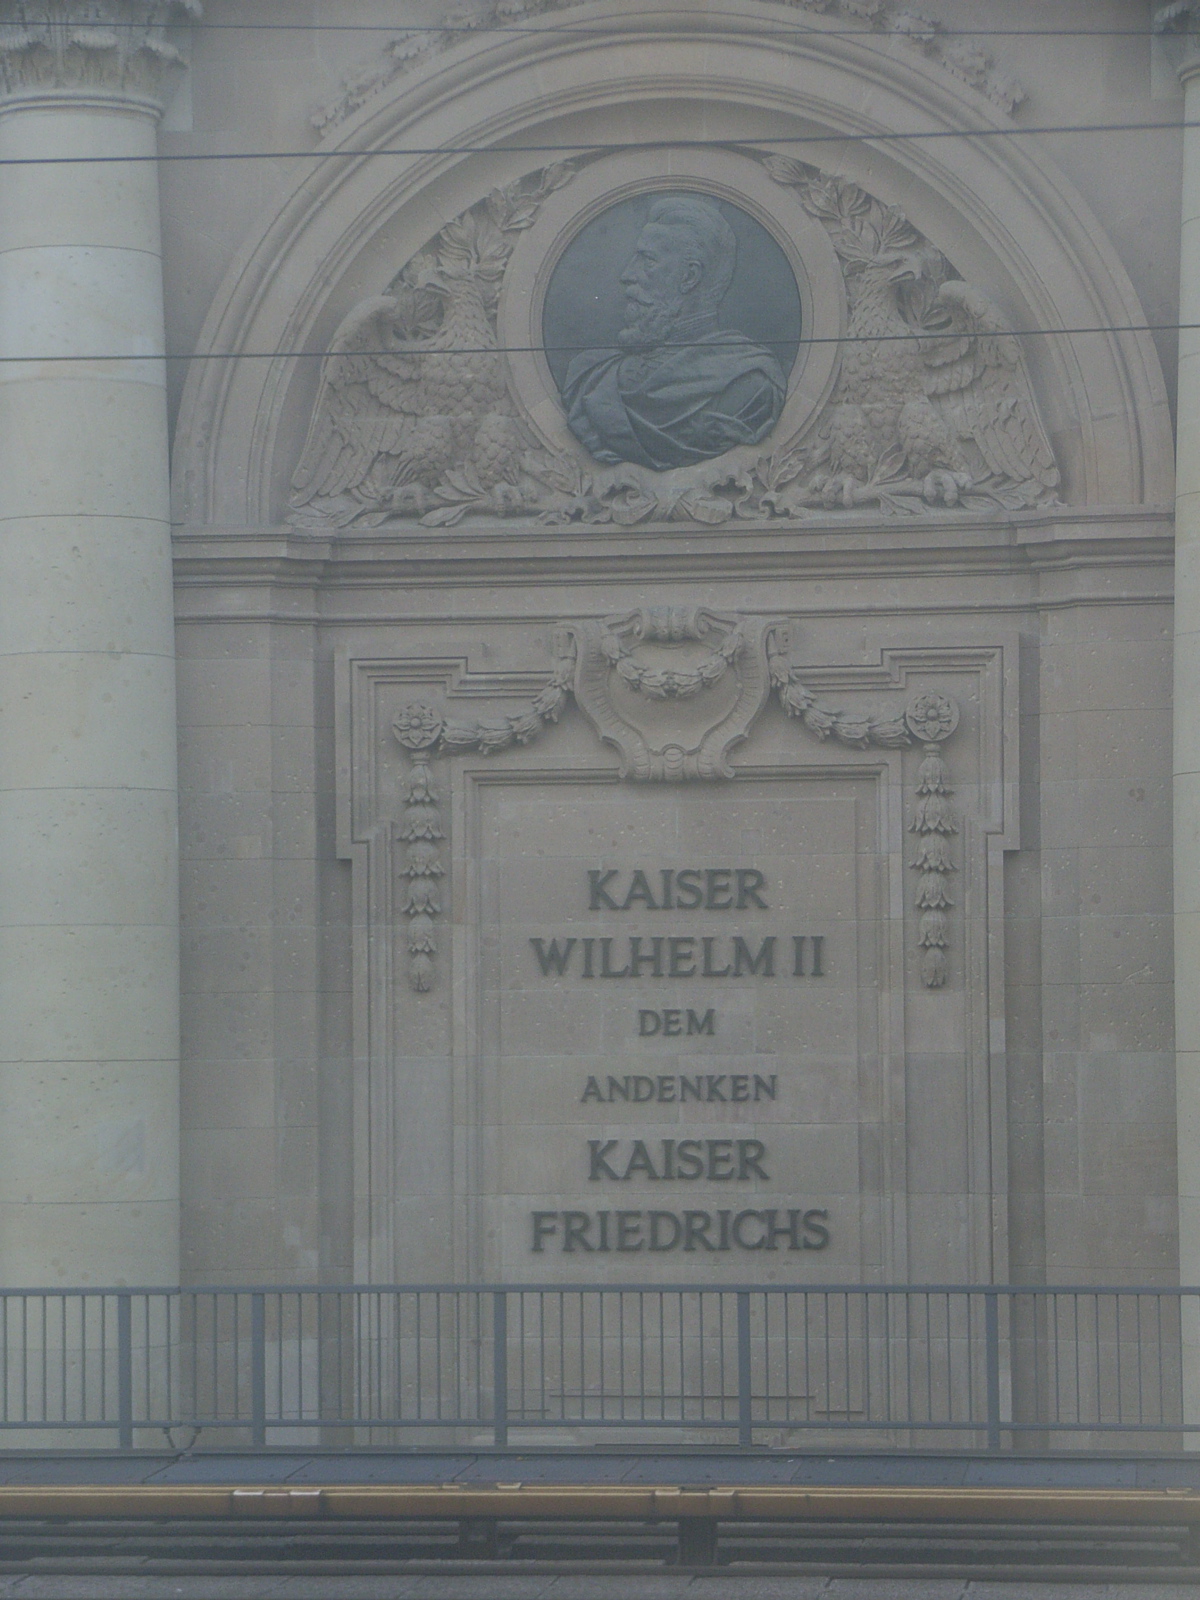 KAISER
WILHELM II
DEM
ANDENKEN
KAISER
FRIEDRICHS